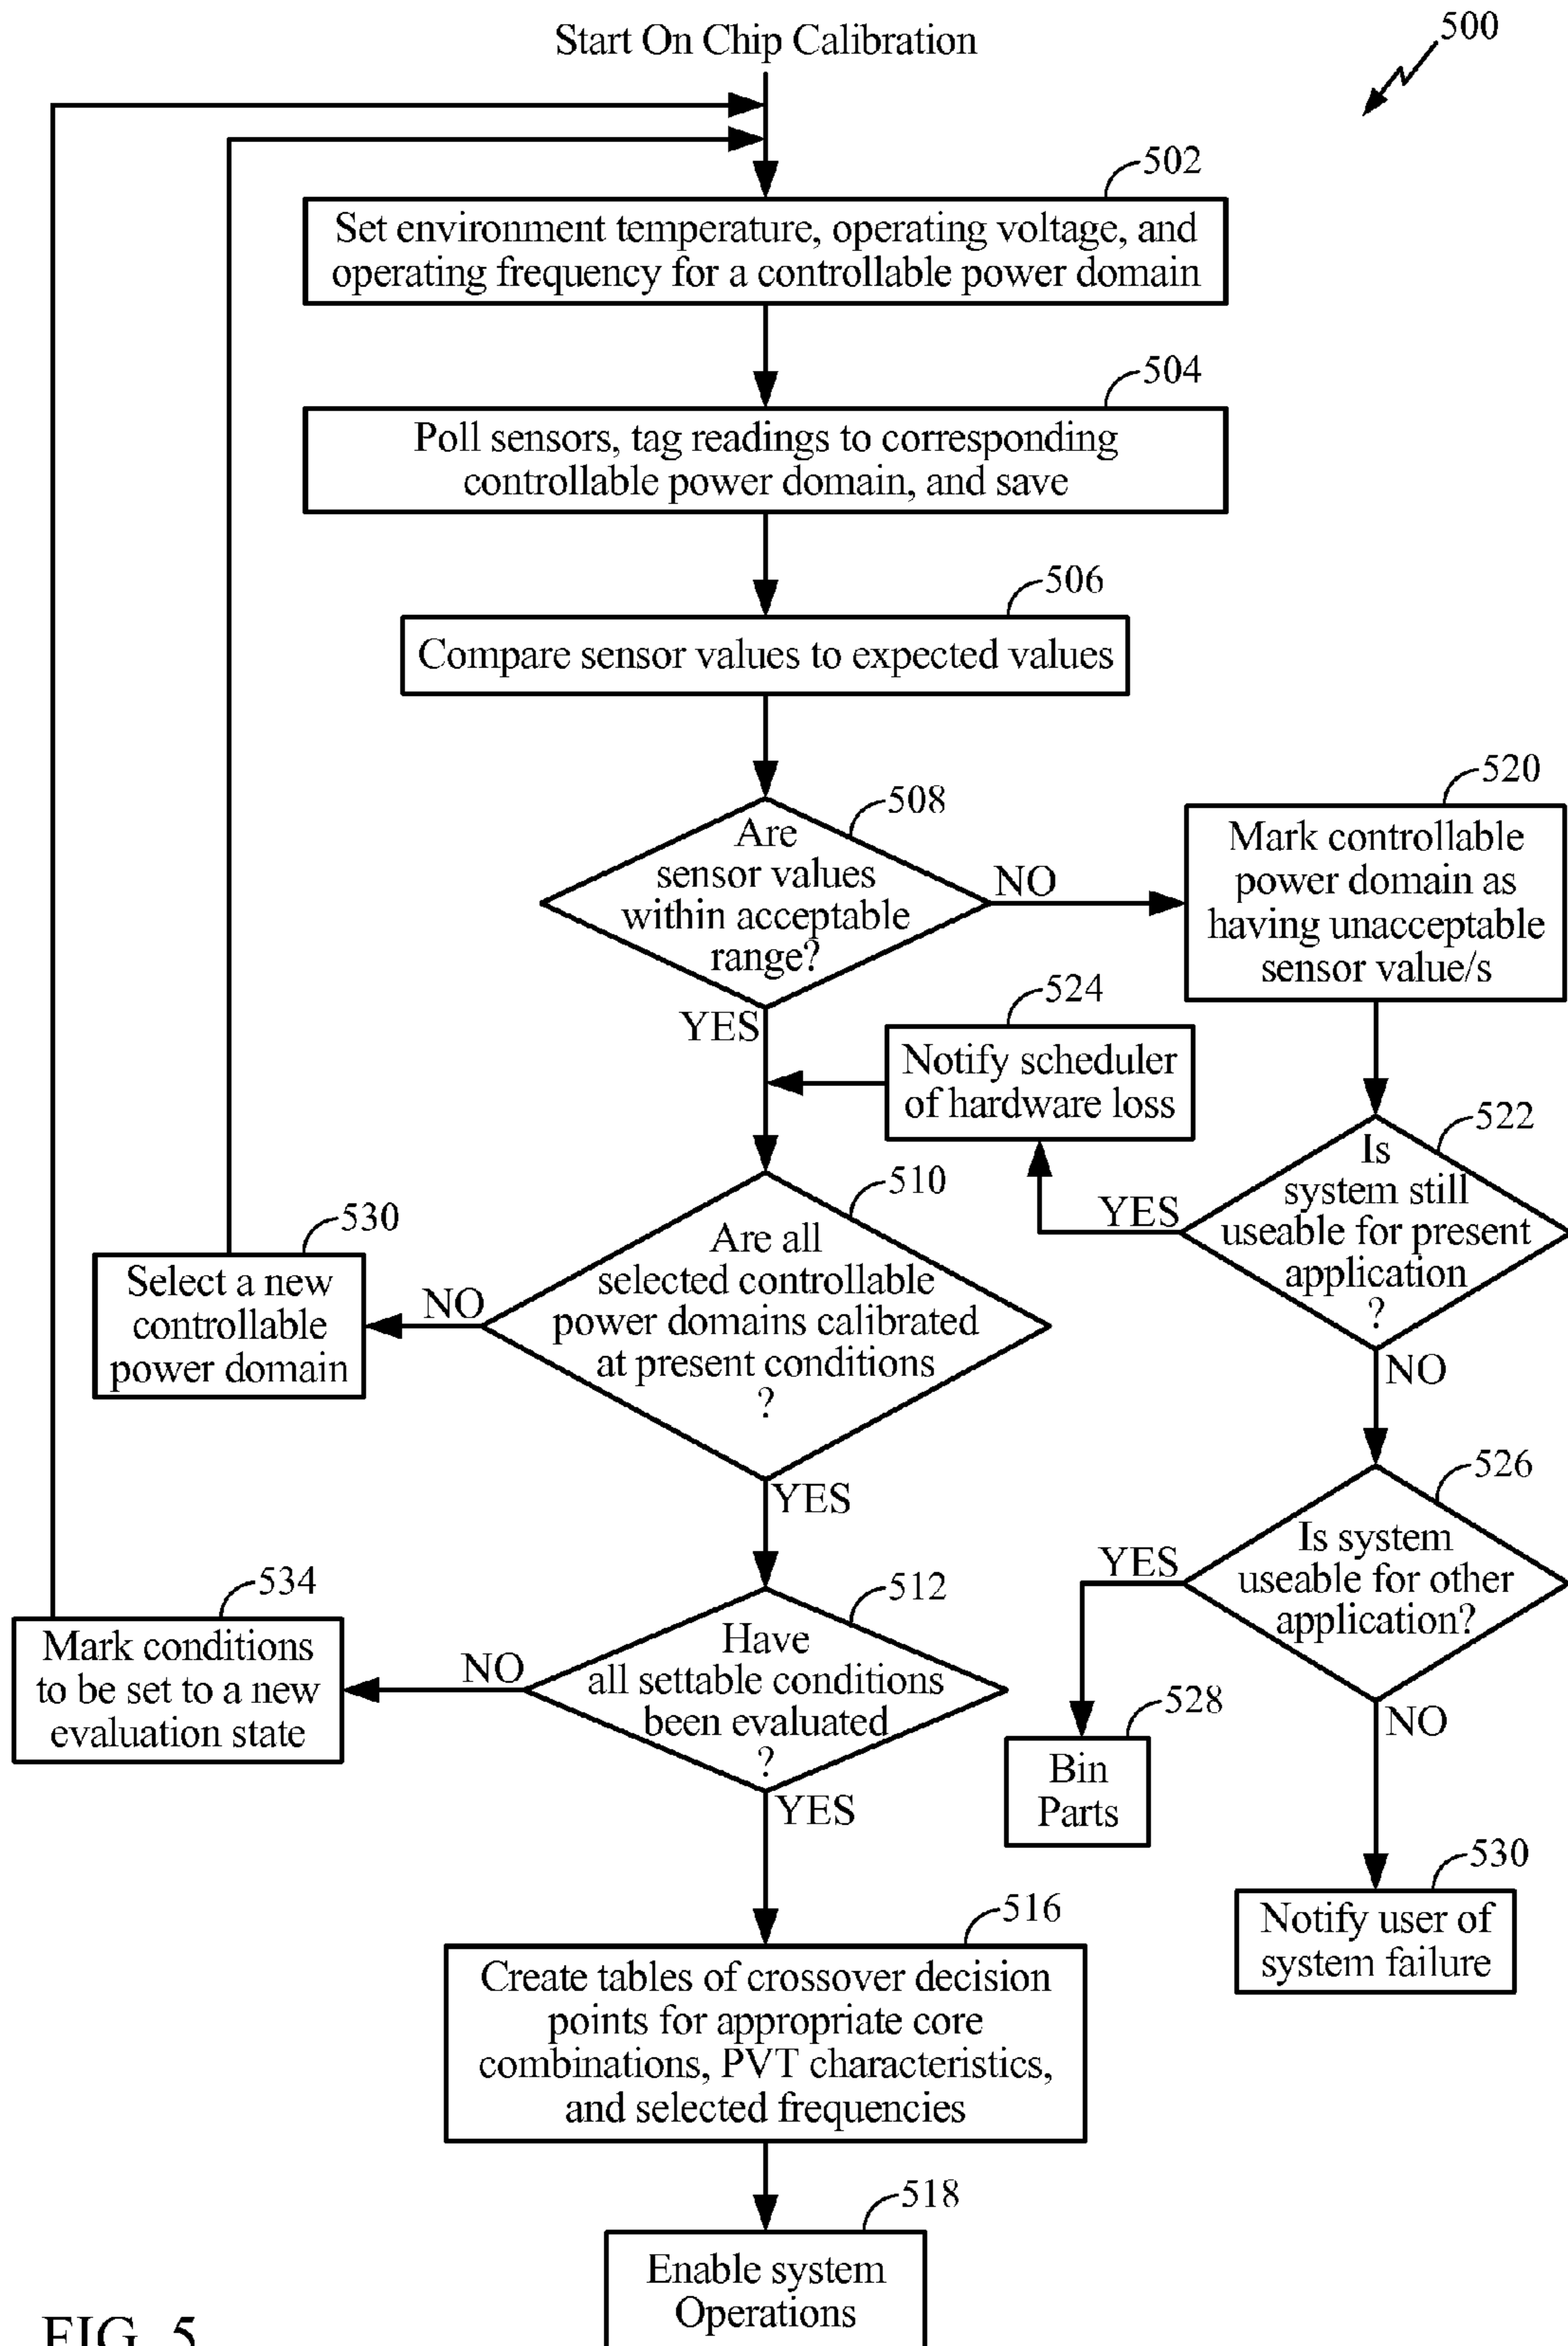 Start On Chip Calibration
500
502
Set environment temperature, operating voltage, and
operating frequency for a controllable power domain
504
Poll sensors, tag readings to corresponding
controllable power domain, and save
506
Compare sensor values to expected values
508
Are
sensor values
within acceptable
range?
NO
YES
520
Mark controllable
power domain as
having unacceptable
sensor value/s
524
Notify scheduler
of hardware loss
522
Is
system still
useable for present
application
?
YES
NO
510
Are all
selected controllable
power domains calibrated
at present conditions
?
NO
YES
530
Select a new
controllable
power domain
526
Is system
useable for other
application?
YES
NO
528
Bin
Parts
530
Notify user of
system failure
512
Have
all settable conditions
been evaluated
?
NO
YES
534
Mark conditions
to be set to a new
evaluation state
516
Create tables of crossover decision
points for appropriate core
combinations, PVT characteristics,
and selected frequencies
518
Enable system
Operations
FIG. 5